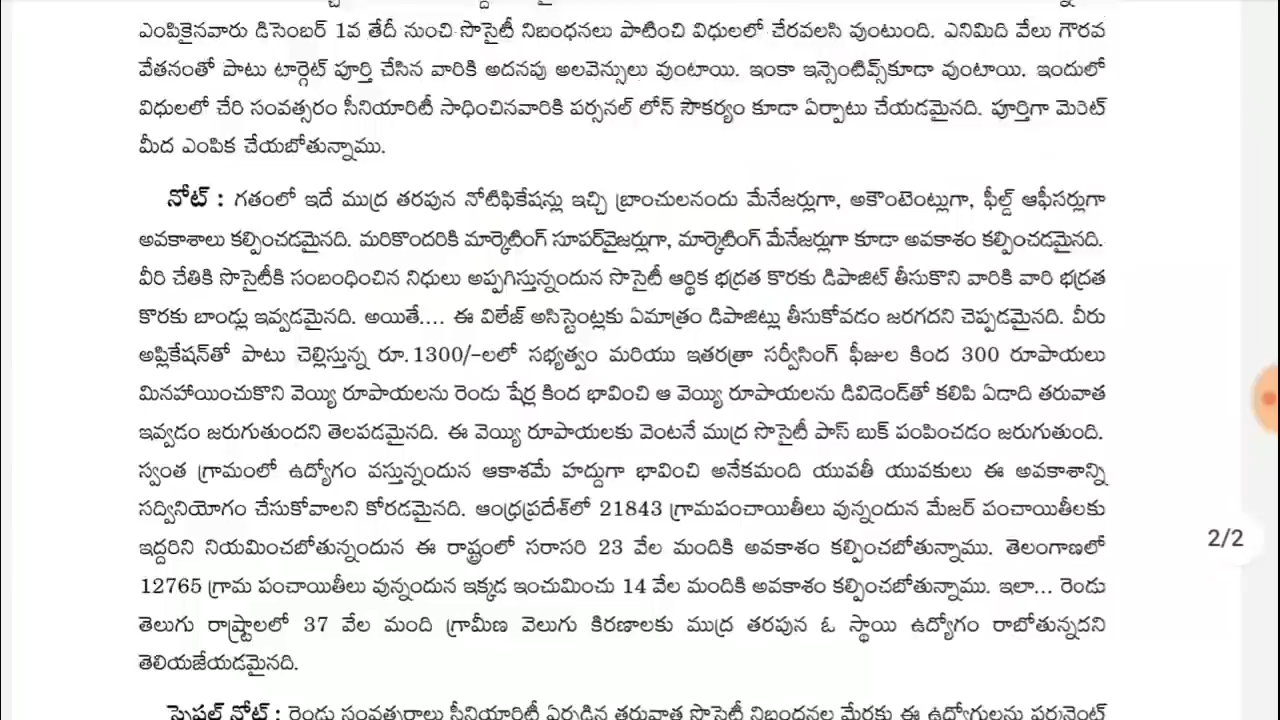 ఎంపికైనవారు డిసెంబర్ 1వ తేదీ నుంచి సొసైటీ నిబంధనలు పాటించి విధులలో చేరవలసి వుంటుంది. ఎనిమిది వేలు గౌరవ
వేతనంతో పాటు టార్గెట్ పూర్తి చేసిన వారికి అదనపు అలవెన్సులు వుంటాయి. ఇంకా ఇన్సెంటివ్స్‌కూడా వుంటాయి. ఇందులో
విధులలో చేరి సంవత్సరం సీనియారిటీ సాధించినవారికి పర్సనల్ లోన్ సౌకర్యం కూడా ఏర్పాటు చేయడమైనది. పూర్తిగా మెరిట్
మీద ఎంపిక చేయబోతున్నాము.
నోట్ : గతంలో ఇదే ముద్ర తరపున నోటిఫికేషన్లు ఇచ్చి బ్రాంచులనందు మేనేజర్లుగా, అకౌంటెంట్లుగా, ఫీల్డ్ ఆఫీసర్లుగా
అవకాశాలు కల్పించడమైనది. మరికొందరికి మార్కెటింగ్ సూపర్‌వైజర్లుగా, మార్కెటింగ్ మేనేజర్లుగా కూడా అవకాశం కల్పించడమైనది.
వీరి చేతికి సొసైటీకి సంబంధించిన నిధులు అప్పగిస్తున్నందున సొసైటీ ఆర్థిక భద్రత కొరకు డిపాజిట్ తీసుకొని వారికి వారి భద్రత
కొరకు బాండ్లు ఇవ్వడమైనది. అయితే.... ఈ విలేజ్ అసిస్టెంట్లకు ఏమాత్రం డిపాజిట్లు తీసుకోవడం జరగదని చెప్పడమైనది. వీరు
అప్లికేషన్‌తో పాటు చెల్లిస్తున్న రూ.1300/-లలో సభ్యత్వం మరియు ఇతరత్రా సర్వీసింగ్ ఫీజుల కింద 300 రూపాయలు
మినహాయించుకొని వెయ్యి రూపాయలను రెండు షేర్ల కింద భావించి ఆ వెయ్యి రూపాయలను డివిడెండ్‌తో కలిపి ఏడాది తరువాత
ఇవ్వడం జరుగుతుందని తెలపడమైనది. ఈ వెయ్యి రూపాయలకు వెంటనే ముద్ర సొసైటీ పాస్ బుక్ పంపించడం జరుగుతుంది.
స్వంత గ్రామంలో ఉద్యోగం వస్తున్నందున ఆకాశమే హద్దుగా భావించి అనేకమంది యువతీ యువకులు ఈ అవకాశాన్ని
సద్వినియోగం చేసుకోవాలని కోరడమైనది. ఆంధ్రప్రదేశ్‌లో 21843 గ్రామపంచాయితీలు వున్నందున మేజర్ పంచాయితీలకు
ఇద్దరిని నియమించబోతున్నందున ఈ రాష్ట్రంలో సరాసరి 23 వేల మందికి అవకాశం కల్పించబోతున్నాము. తెలంగాణలో
12765 గ్రామ పంచాయితీలు వున్నందున ఇక్కడ ఇంచుమించు 14 వేల మందికి అవకాశం కల్పించబోతున్నాము. ఇలా... రెండు
తెలుగు రాష్ట్రాలలో 37 వేల మంది గ్రామీణ వెలుగు కిరణాలకు ముద్ర తరపున ఓ స్థాయి ఉద్యోగం రాబోతున్నదని
తెలియజేయడమైనది.
స్పెషల్ నోట్ : రెండు సంవత్సరాలు సీనియారిటీ ఏర్పడిన తరువాత సొసైటీ నిబంధనల మేరకు ఈ ఉద్యోగులను పర్మనెంట్
2/2